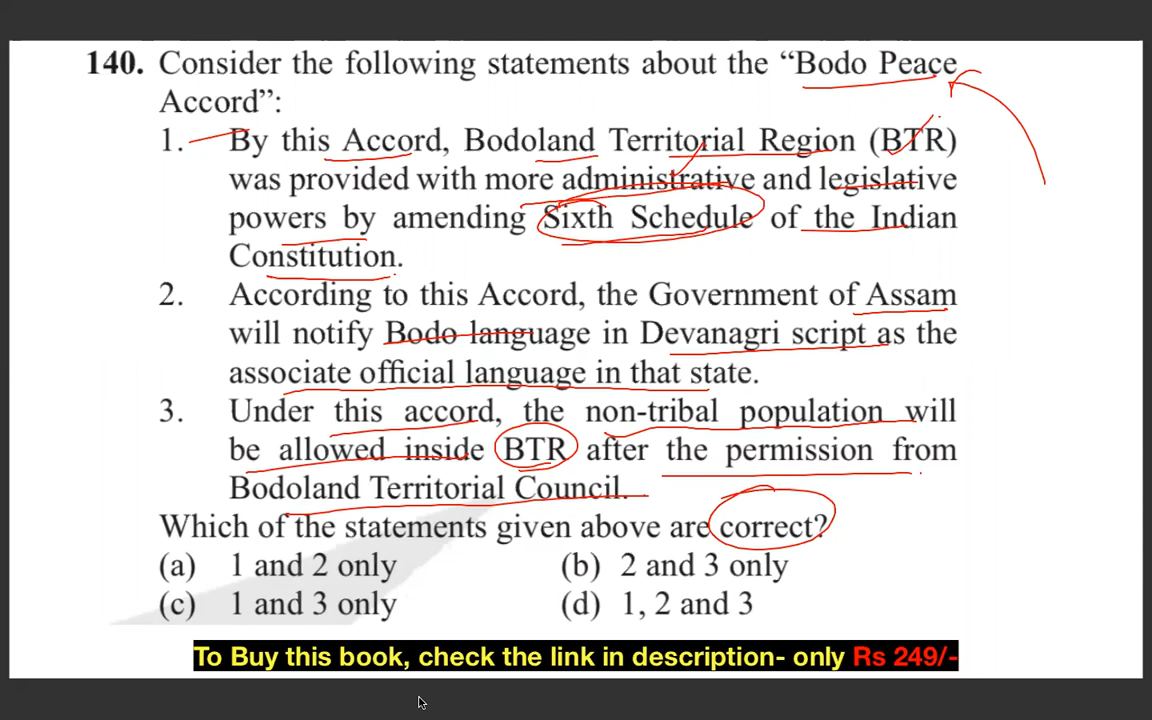 140. Consider the following statements about the “Bodo Peace
Accord”:
1. By this Accord, Bodoland Territorial Region (BTR)
was provided with more administrative and legislative
powers by amending Sixth Schedule of the Indian
Constitution.
2. According to this Accord, the Government of Assam
will notify Bodo language in Devanagri script as the
associate official language in that state.
3. Under this accord, the non-tribal population will
be allowed inside BTR after the permission from
Bodoland Territorial Council.
Which of the statements given above are correct?
(a) 1 and 2 only (b) 2 and 3 only
(c) 1 and 3 only (d) 1, 2 and 3
To Buy this book, check the link in description- only Rs 249/-